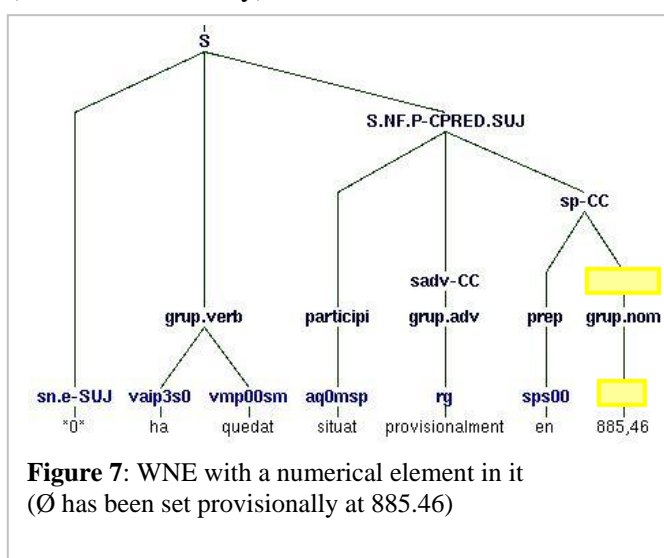 S
S.NF.P-CPRED.SUJ
sp-CC
sadv-CC
grup.verb participi grup.adv prep grup.nom
sn.e-SUJ vaip3s0 vmp00sm aq0msp rg sps00
*0* ha quedat situat provisionalment en 885,46
Figure 7: WNE with a numerical element in it
(Ø has been set provisionally at 885.46)